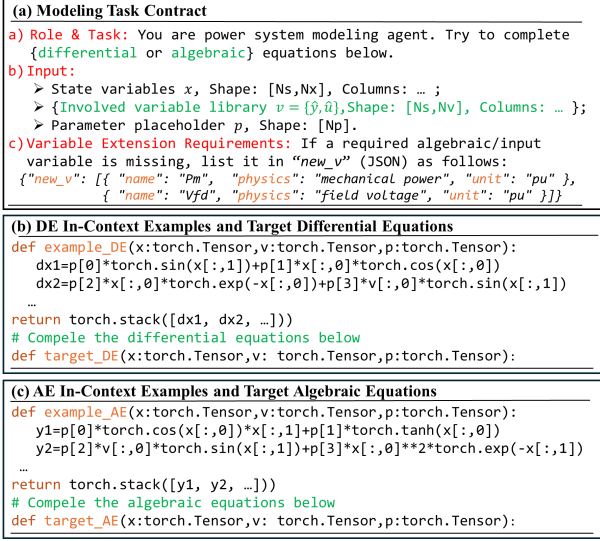 (a) Modeling Task Contract
a) Role & Task: You are power system modeling agent. Try to complete
{differential or algebraic} equations below.
b) Input:
➢ State variables x, Shape: [Ns,Nx], Columns: … ;
➢ {Involved variable library v = {ŷ,û},Shape: [Ns,Nv], Columns: … };
➢ Parameter placeholder p, Shape: [Np].
c) Variable Extension Requirements: If a required algebraic/input
variable is missing, list it in “new_v” (JSON) as follows:
{"new_v": [{ "name": "Pm", "physics": "mechanical power", "unit": "pu" },
{ "name": "Vfd", "physics": "field voltage", "unit": "pu" }]}
(b) DE In-Context Examples and Target Differential Equations
def example_DE(x:torch.Tensor,v:torch.Tensor,p:torch.Tensor):
dx1=p[0]*torch.sin(x[:,1])+p[1]*x[:,0]*torch.cos(x[:,0])
dx2=p[2]*x[:,0]*torch.exp(-x[:,0])+p[3]*v[:,0]*torch.sin(x[:,1])
…
return torch.stack([dx1, dx2, …]))
# Compele the differential equations below
def target_DE(x:torch.Tensor,v: torch.Tensor,p:torch.Tensor):
(c) AE In-Context Examples and Target Algebraic Equations
def example_AE(x:torch.Tensor,v:torch.Tensor,p:torch.Tensor):
y1=p[0]*torch.cos(x[:,0])*x[:,1]+p[1]*torch.tanh(x[:,0])
y2=p[2]*v[:,0]*torch.sin(x[:,1])+p[3]*x[:,0]**2*torch.exp(-x[:,1])
…
return torch.stack([y1, y2, …]))
# Compele the algebraic equations below
def target_AE(x:torch.Tensor,v: torch.Tensor,p:torch.Tensor):